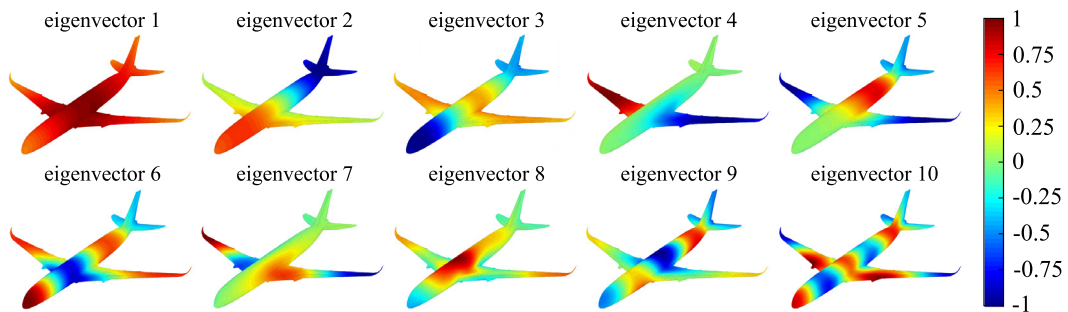 eigenvector 1
eigenvector 2
eigenvector 3
eigenvector 4
eigenvector 5
eigenvector 6
eigenvector 7
eigenvector 8
eigenvector 9
eigenvector 10
1
0.75
0.5
0.25
0
-0.25
-0.5
-0.75
-1